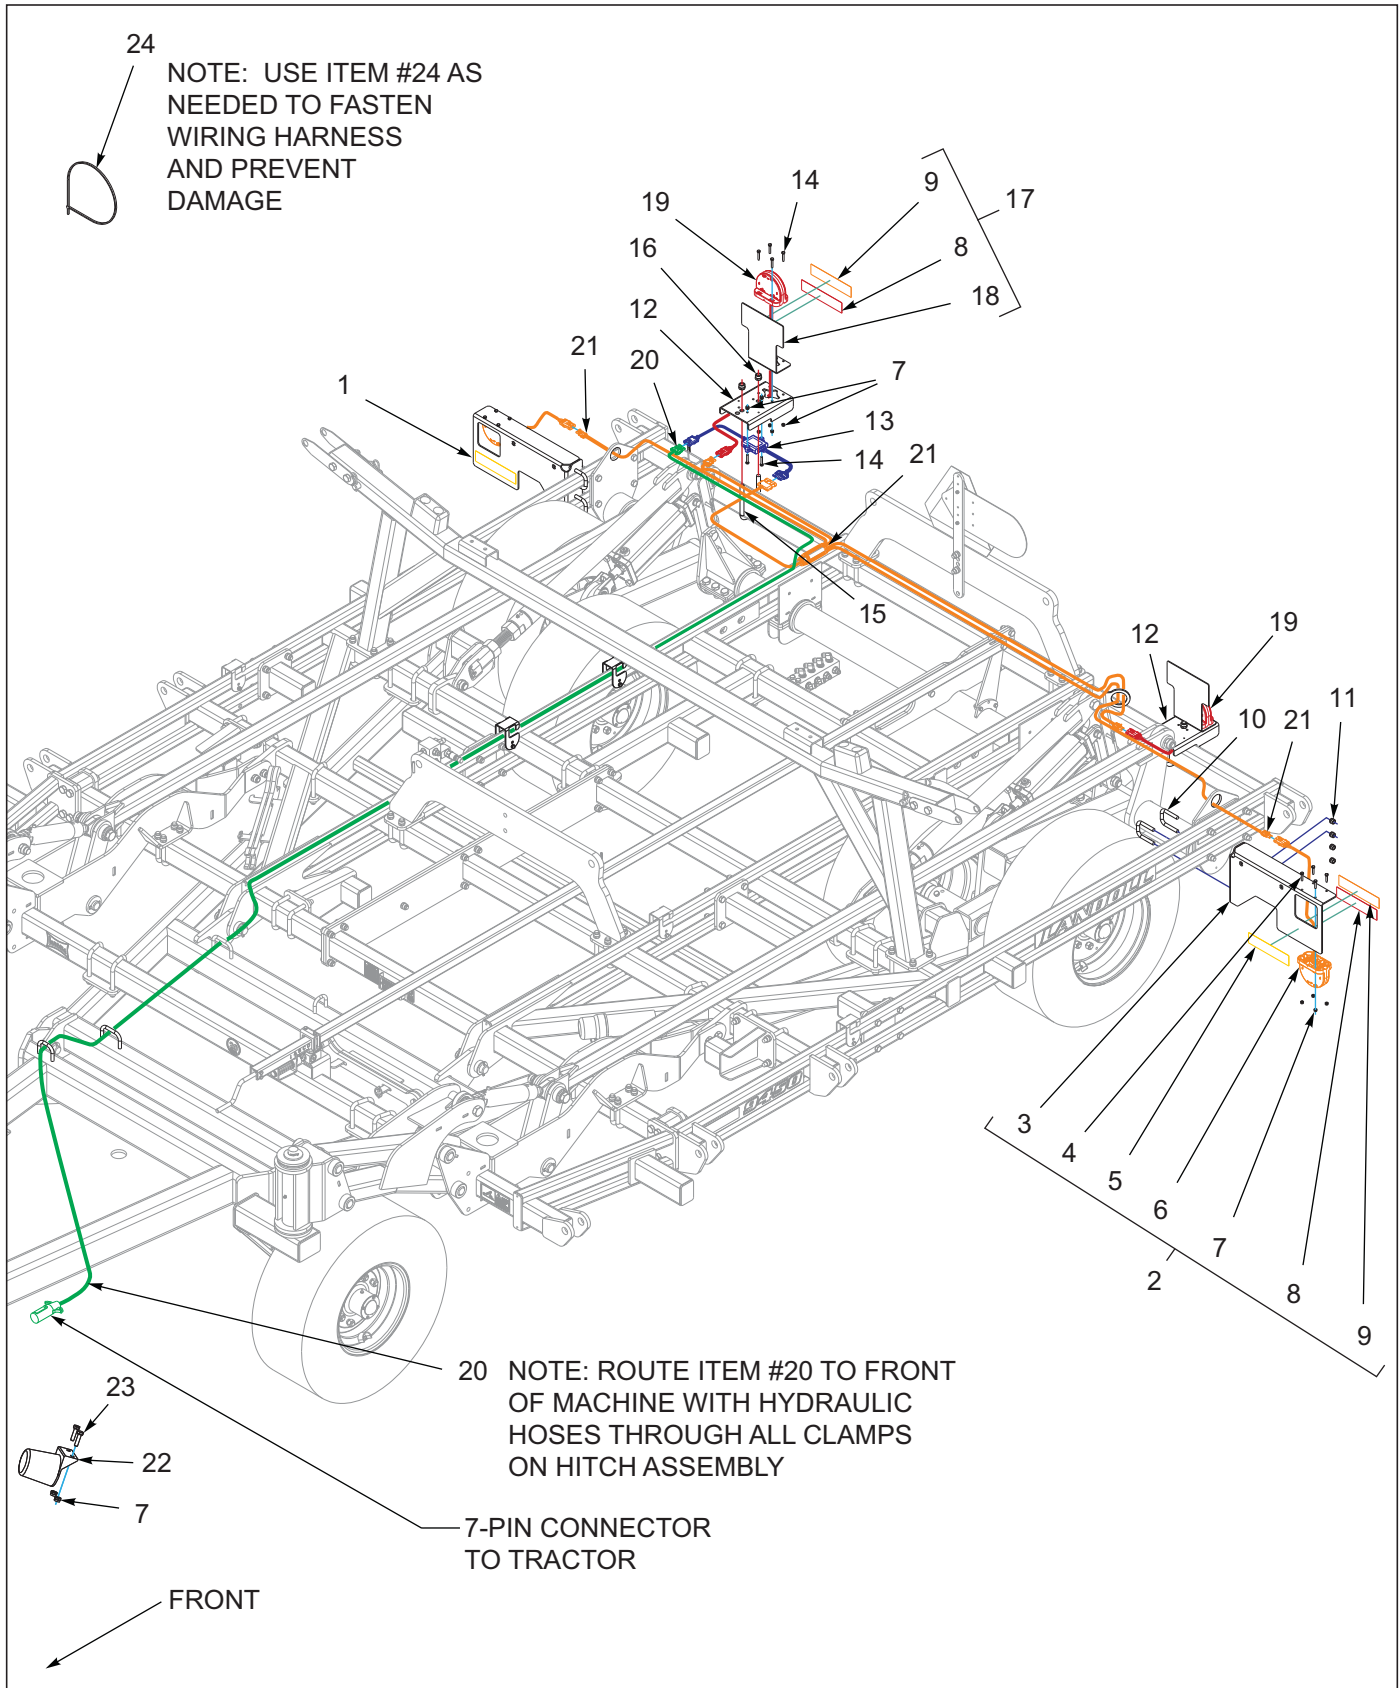 24
NOTE: USE ITEM #24 AS
NEEDED TO FASTEN
WIRING HARNESS
AND PREVENT
DAMAGE
14
9
17
19
16
8
12
18
21
20
7
1
13
14
21
15
12
19
10
11
21
LANDOLL
9450
3
4
5
6
7
2
8
9
20 NOTE: ROUTE ITEM #20 TO FRONT
OF MACHINE WITH HYDRAULIC
HOSES THROUGH ALL CLAMPS
ON HITCH ASSEMBLY
23
22
7
7-PIN CONNECTOR
TO TRACTOR
FRONT